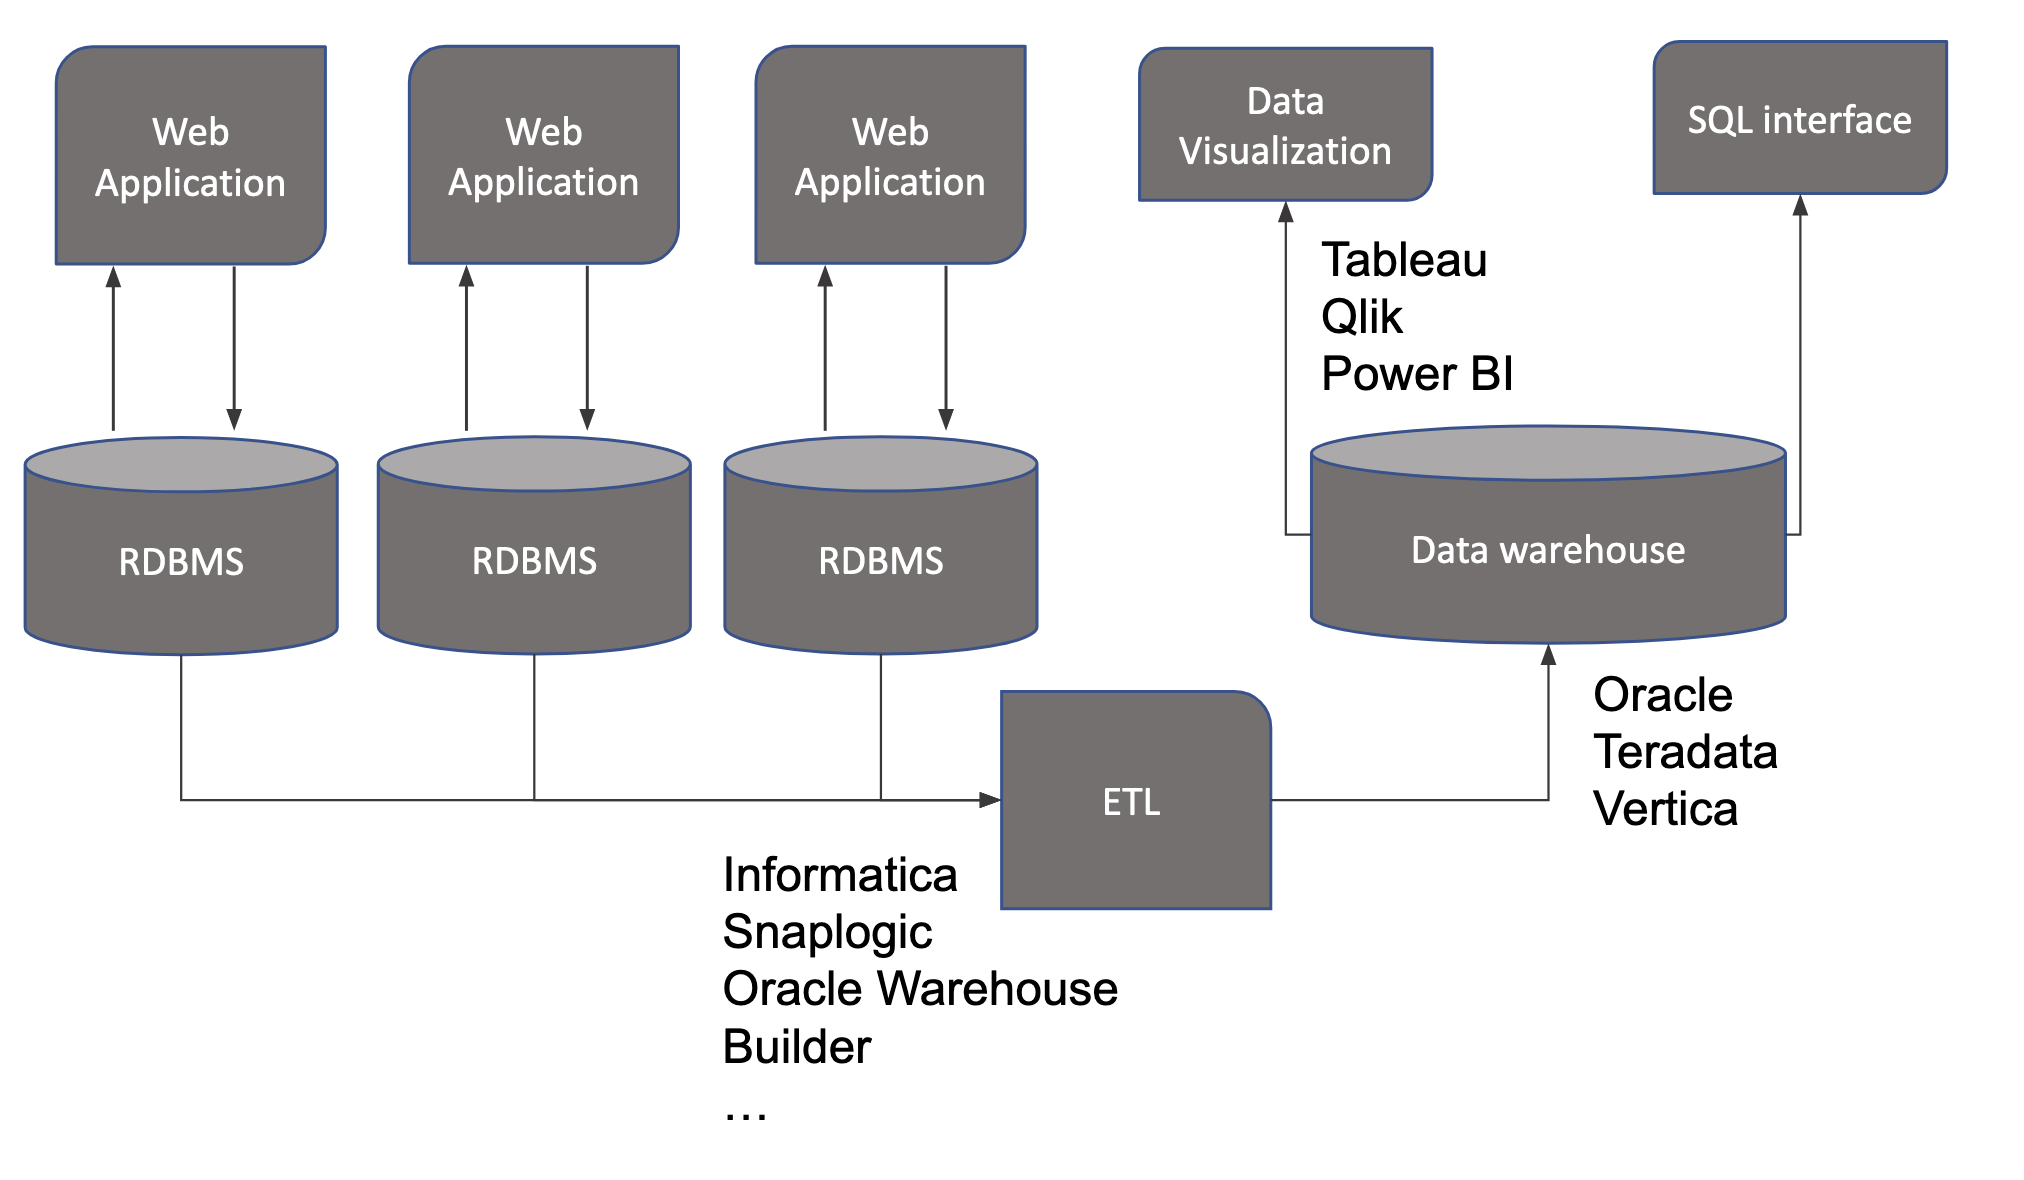 Web
Application
Web
Application
Web
Application
Data
Visualization
SQL interface
Tableau
Qlik
Power BI
RDBMS
RDBMS
RDBMS
Data warehouse
Oracle
Teradata
Vertica
ETL
Informatica
Snaplogic
Oracle Warehouse
Builder
…